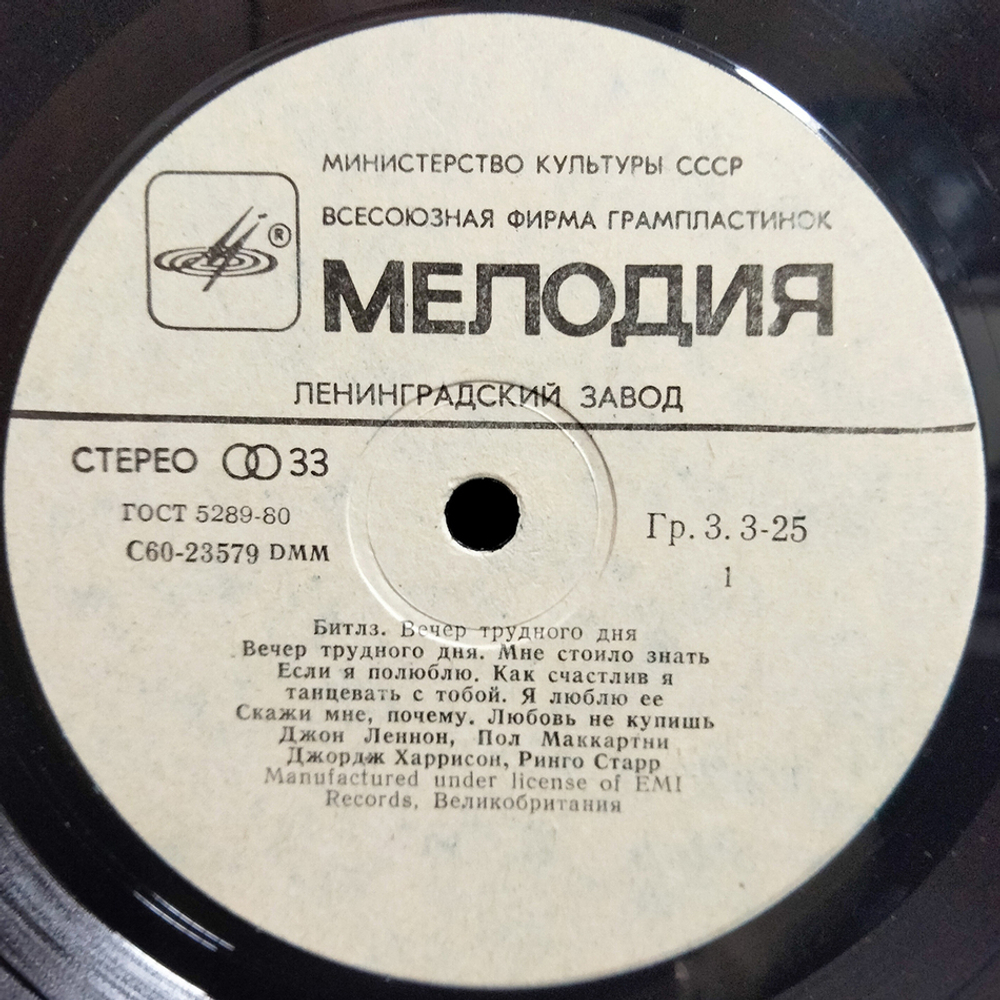 МИНИСТЕРСТВО КУЛЬТУРЫ СССР
ВСЕСОЮЗНАЯ ФИРМА ГРАМПЛАСТИНОК
®
МЕЛОДИЯ
ЛЕНИНГРАДСКИЙ ЗАВОД
СТЕРЕО 33
ГОСТ 5289-80
С60-23579 DMM
Гр. 3. 3-25
1
Битлз. Вечер трудного дня
Вечер трудного дня. Мне стоило знать
Если я полюблю. Как счастлив я
танцевать с тобой. Я люблю ее
Скажи мне, почему. Любовь не купишь
Джон Леннон, Пол Маккартни
Джордж Харрисон, Ринго Старр
Manufactured under license of EMI
Records, Великобритания